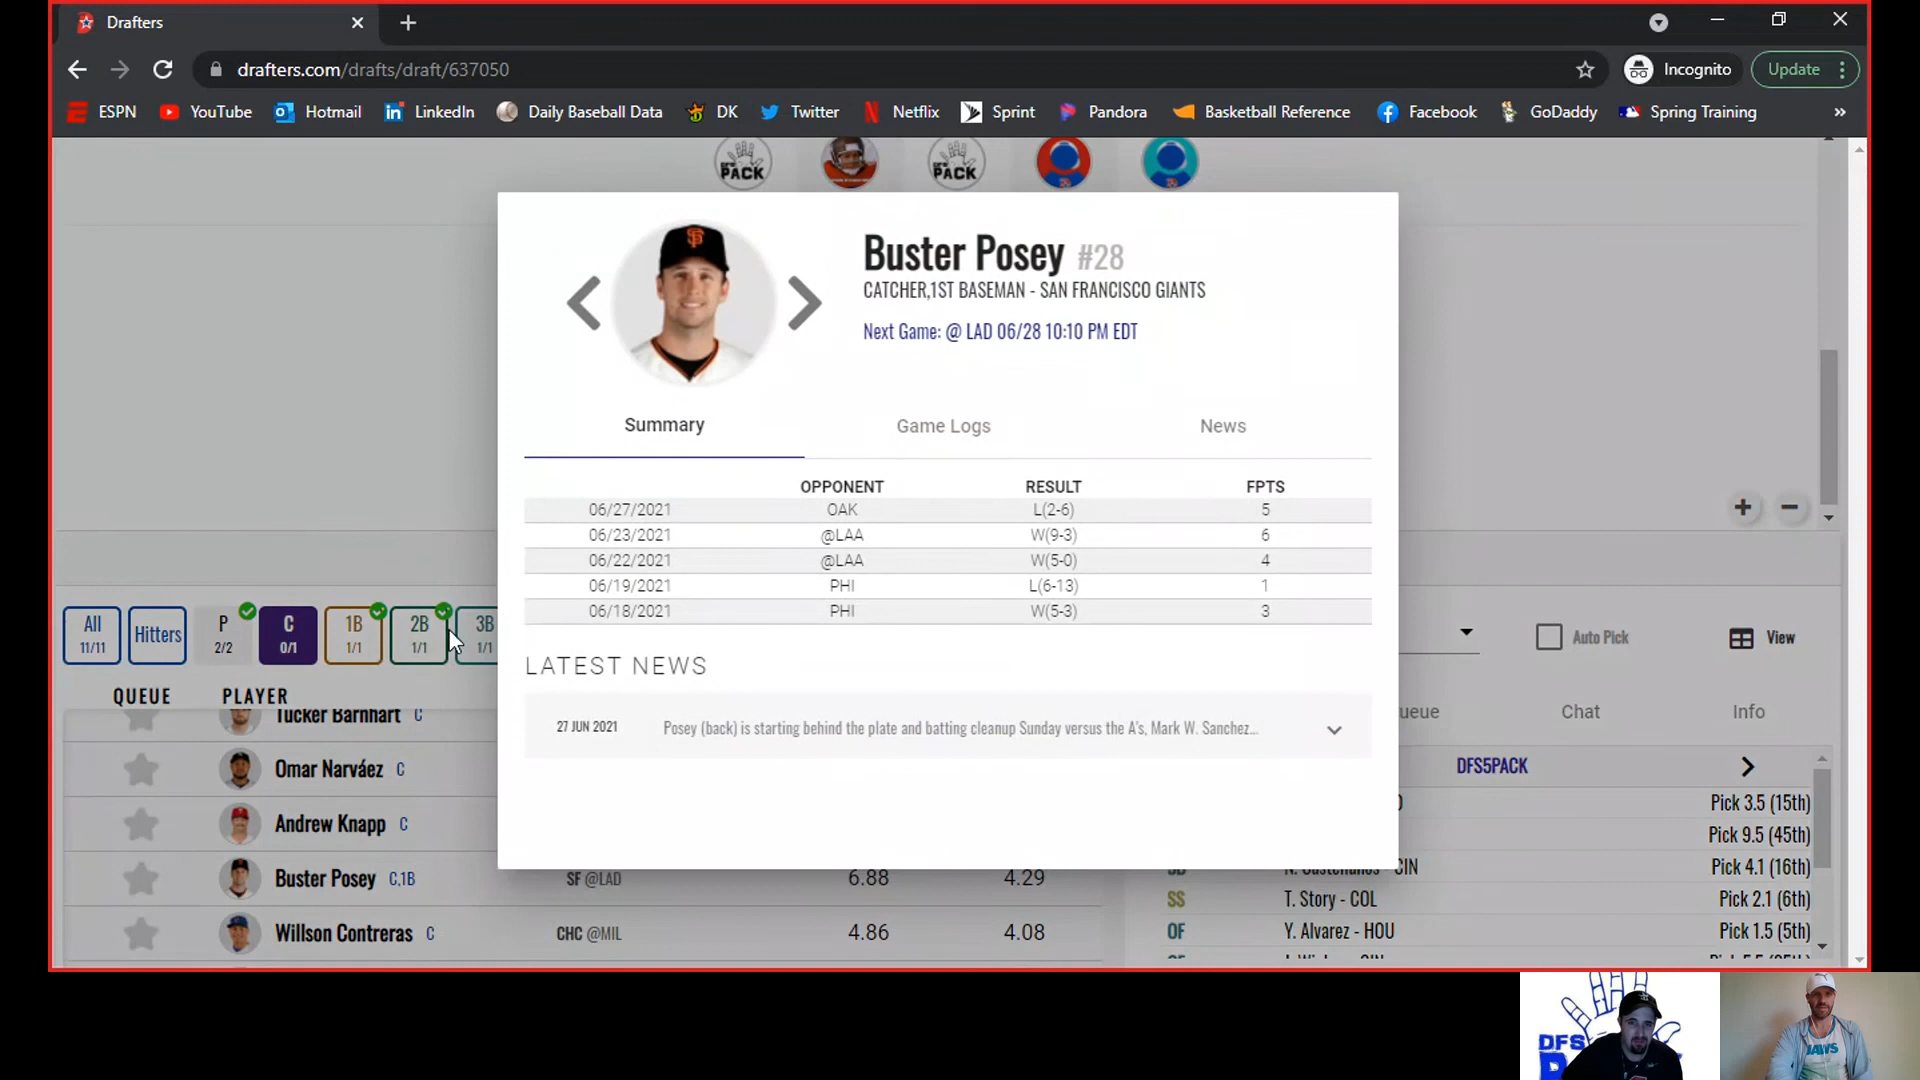 Drafters
drafters.com/drafts/draft/637050
Incognito
Update
ESPN YouTube Hotmail LinkedIn Daily Baseball Data DK Twitter Netflix Sprint Pandora Basketball Reference Facebook GoDaddy Spring Training »
DFS PACK
DFS PACK
Buster Posey #28
CATCHER,1ST BASEMAN - SAN FRANCISCO GIANTS
Next Game: @ LAD 06/28 10:10 PM EDT
Summary Game Logs News
OPPONENT RESULT FPTS
06/27/2021 OAK L(2-6) 5
06/23/2021 @LAA W(9-3) 6
06/22/2021 @LAA W(5-0) 4
06/19/2021 PHI L(6-13) 1
06/18/2021 PHI W(5-3) 3
LATEST NEWS
27 JUN 2021 Posey (back) is starting behind the plate and batting cleanup Sunday versus the A's, Mark W. Sanchez...
All Hitters P C 1B 2B 3B
11/11 2/2 0/1 1/1 1/1 1/1
Auto Pick View
QUEUE PLAYER
Tucker Barnhart C
Omar Narváez C
Andrew Knapp C
Buster Posey C,1B SF @LAD 6.88 4.29
Willson Contreras C CHC @MIL 4.86 4.08
ueue Chat Info
DFS5PACK
Pick 3.5 (15th)
Pick 9.5 (45th)
N. Castellanos - CIN Pick 4.1 (16th)
SS T. Story - COL Pick 2.1 (6th)
OF Y. Alvarez - HOU Pick 1.5 (5th)
DFS
JAWS